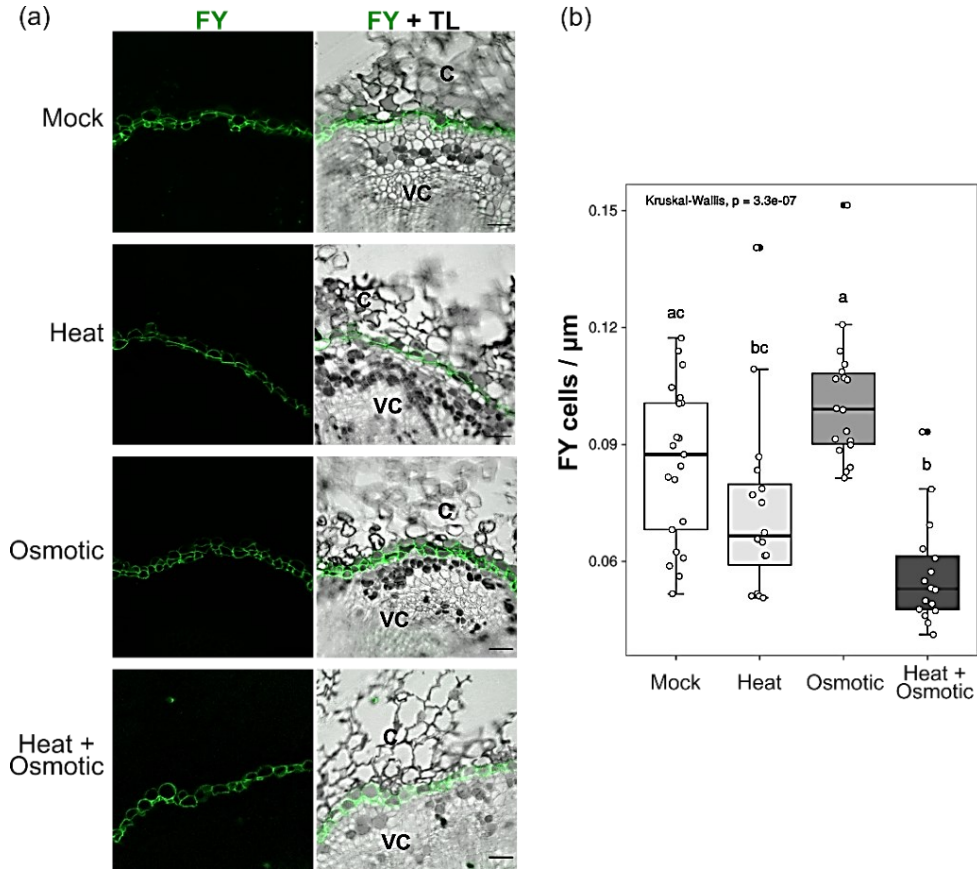 (a)
FY
FY + TL
Mock
C
VC
Heat
C
VC
Osmotic
C
VC
Heat +
Osmotic
C
VC
(b)
Kruskal-Wallis, p = 3.3e-07
FY cells / µm
0.15
0.12
0.09
0.06
ac
bc
a
b
Mock
Heat
Osmotic
Heat +
Osmotic